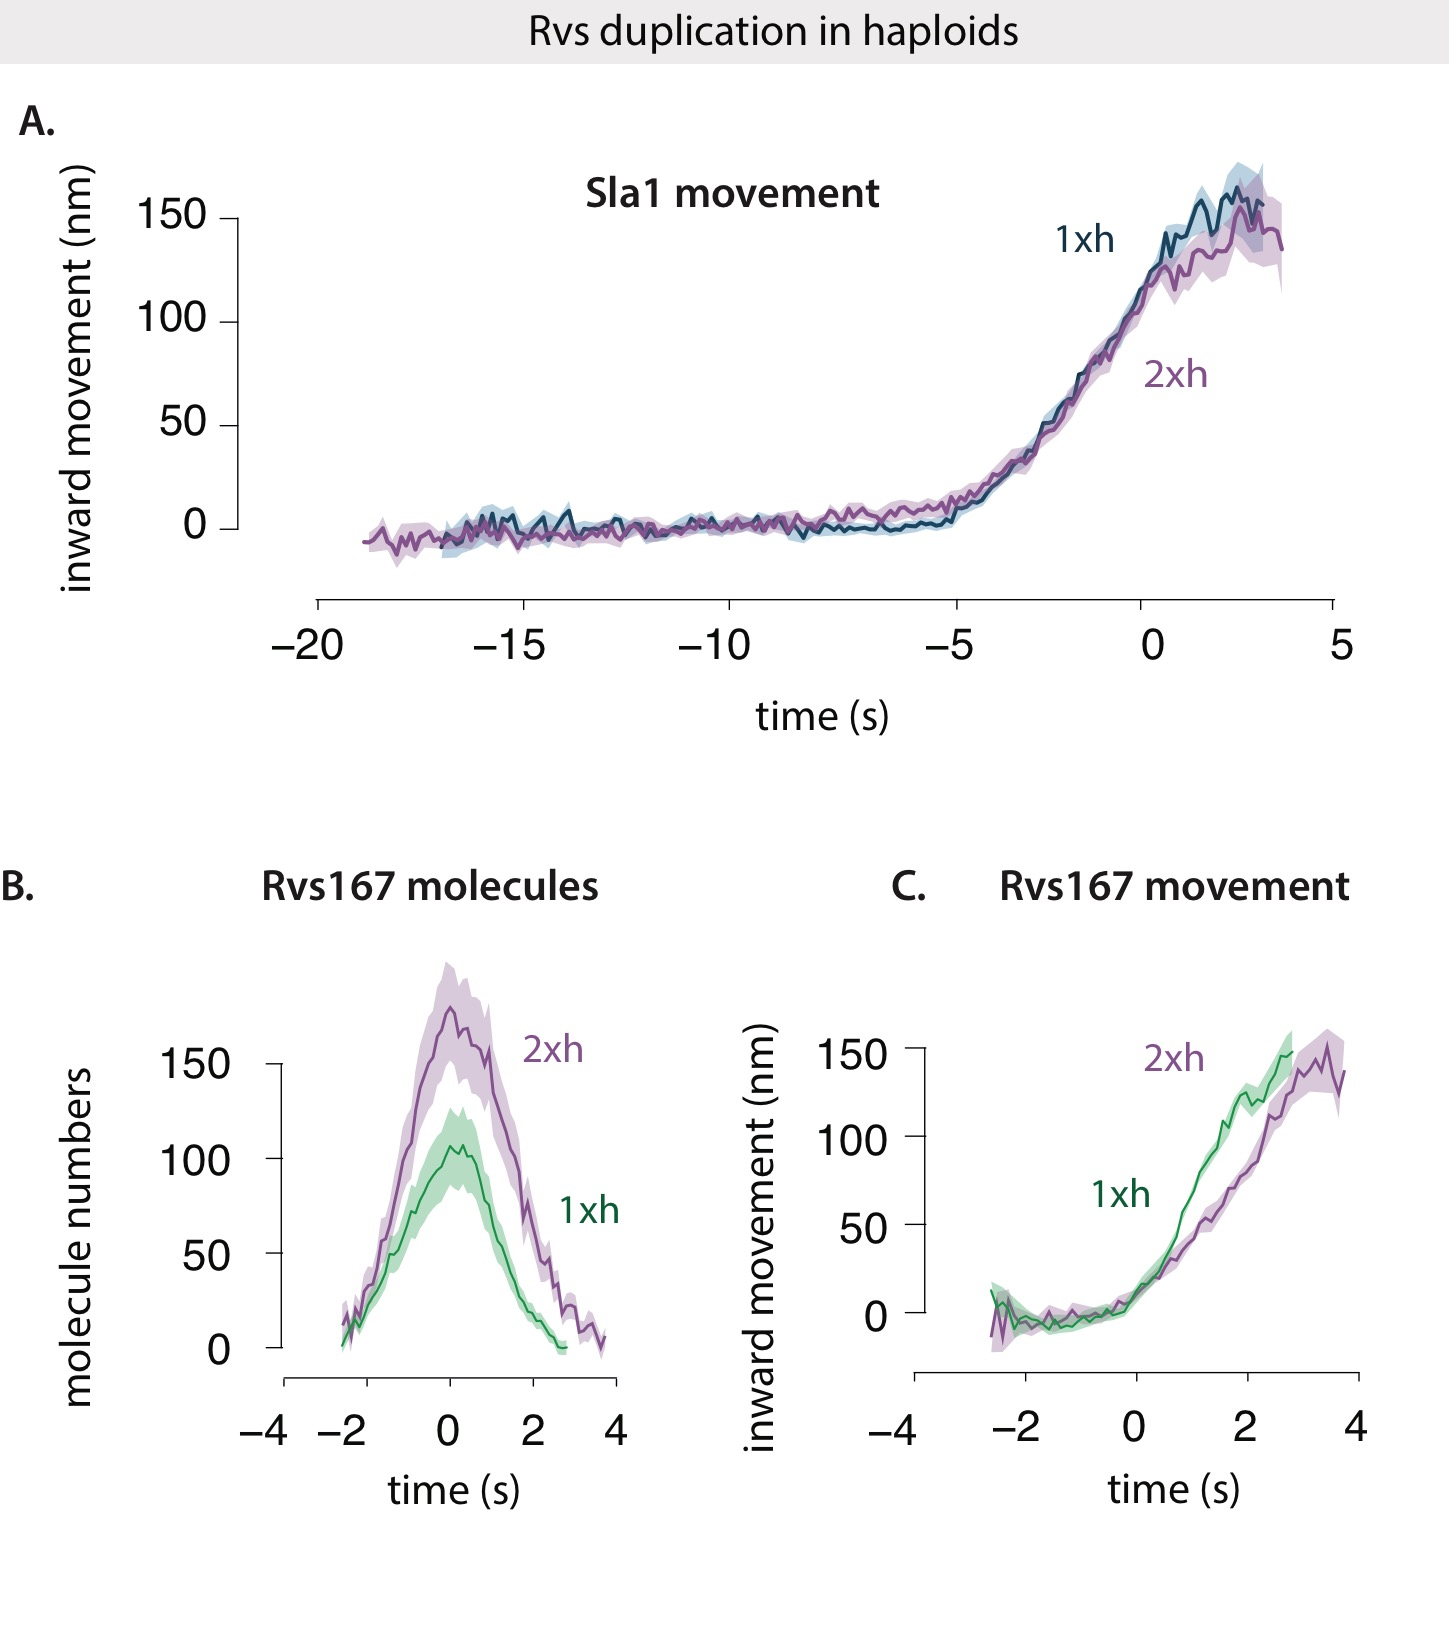 Rvs duplication in haploids
A.
Sla1 movement
inward movement (nm)
150
100
50
0
1xh
2xh
−20 −15 −10 −5 0 5
time (s)
B.
Rvs167 molecules
molecule numbers
150
100
50
0
2xh
1xh
−4 −2 0 2 4
time (s)
C.
Rvs167 movement
inward movement (nm)
150
100
50
0
2xh
1xh
−4 −2 0 2 4
time (s)